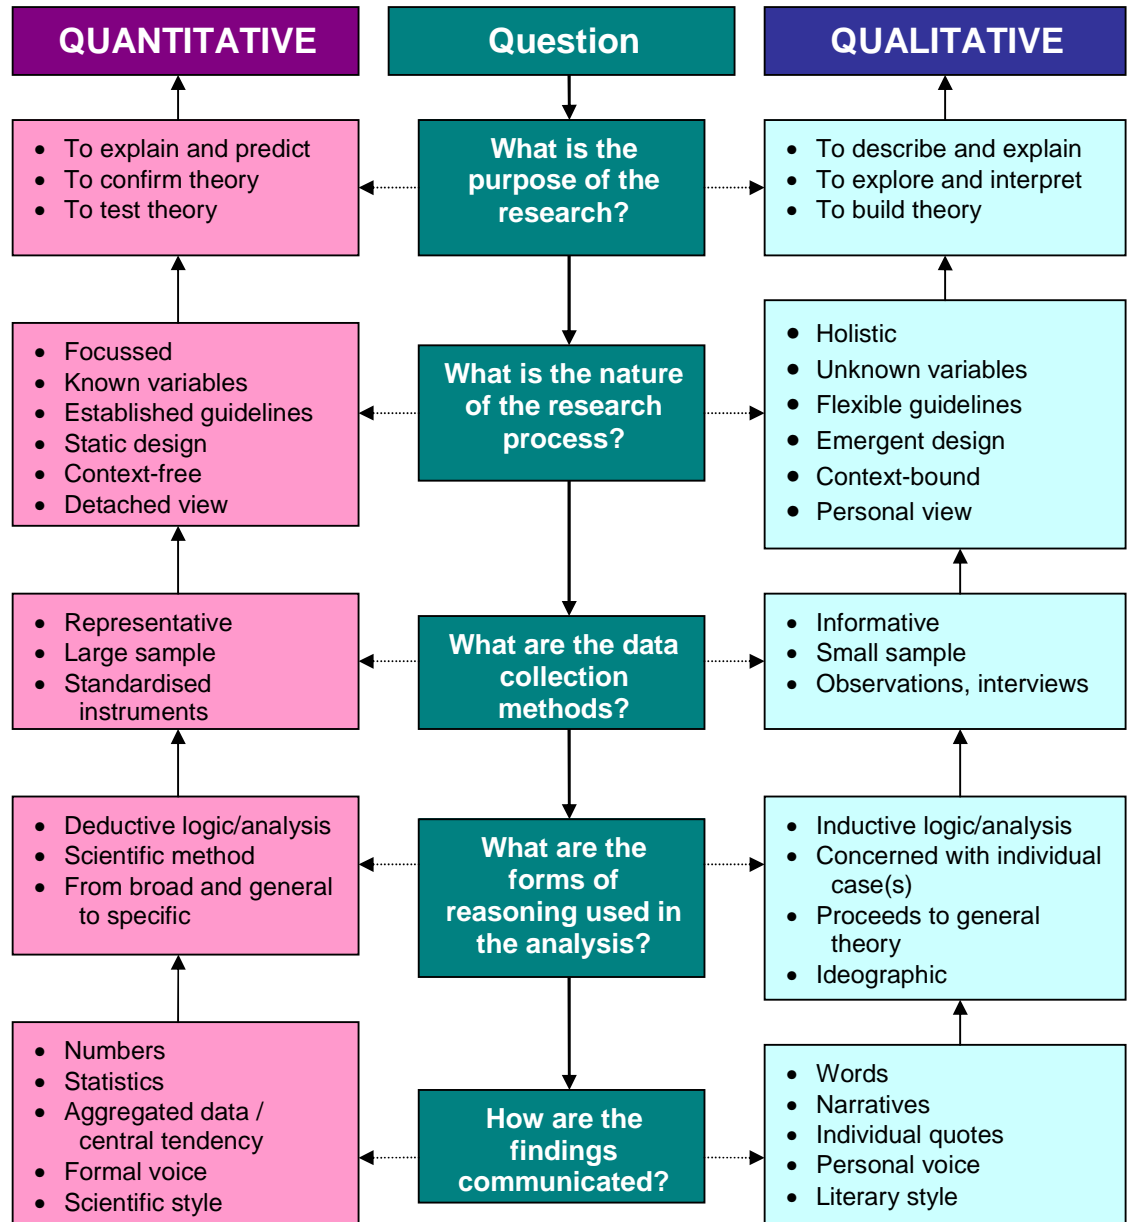 QUANTITATIVE
Question
QUALITATIVE
• To explain and predict
• To confirm theory
• To test theory
What is the
purpose of the
research?
• To describe and explain
• To explore and interpret
• To build theory
• Focussed
• Known variables
• Established guidelines
• Static design
• Context-free
• Detached view
What is the nature
of the research
process?
• Holistic
• Unknown variables
• Flexible guidelines
• Emergent design
• Context-bound
• Personal view
• Representative
• Large sample
• Standardised
instruments
What are the data
collection
methods?
• Informative
• Small sample
• Observations, interviews
• Deductive logic/analysis
• Scientific method
• From broad and general
to specific
What are the
forms of
reasoning used in
the analysis?
• Inductive logic/analysis
• Concerned with individual
case(s)
• Proceeds to general
theory
• Ideographic
• Numbers
• Statistics
• Aggregated data /
central tendency
• Formal voice
• Scientific style
How are the
findings
communicated?
• Words
• Narratives
• Individual quotes
• Personal voice
• Literary style